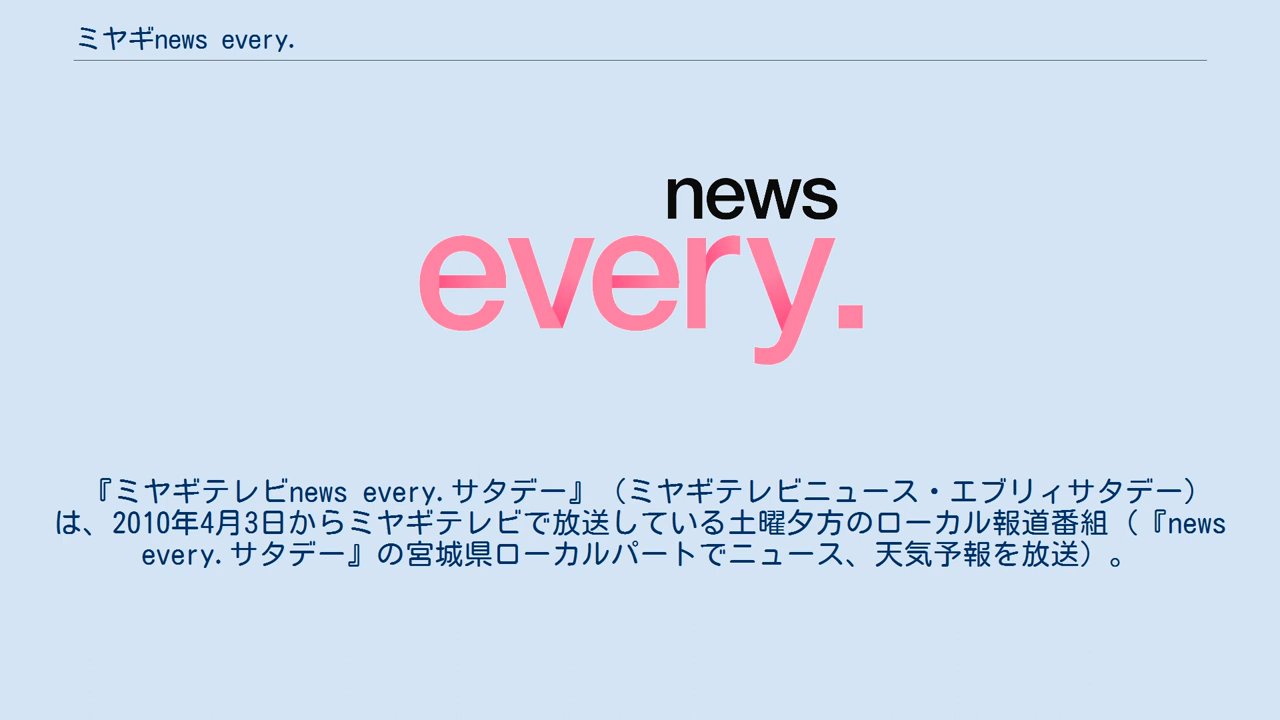 ミヤギnews every.
news
every.
『ミヤギテレビnews every.サタデー』（ミヤギテレビニュース・エブリィサタデー）
は、2010年4月3日からミヤギテレビで放送している土曜夕方のローカル報道番組（『news
every.サタデー』の宮城県ローカルパートでニュース、天気予報を放送）。